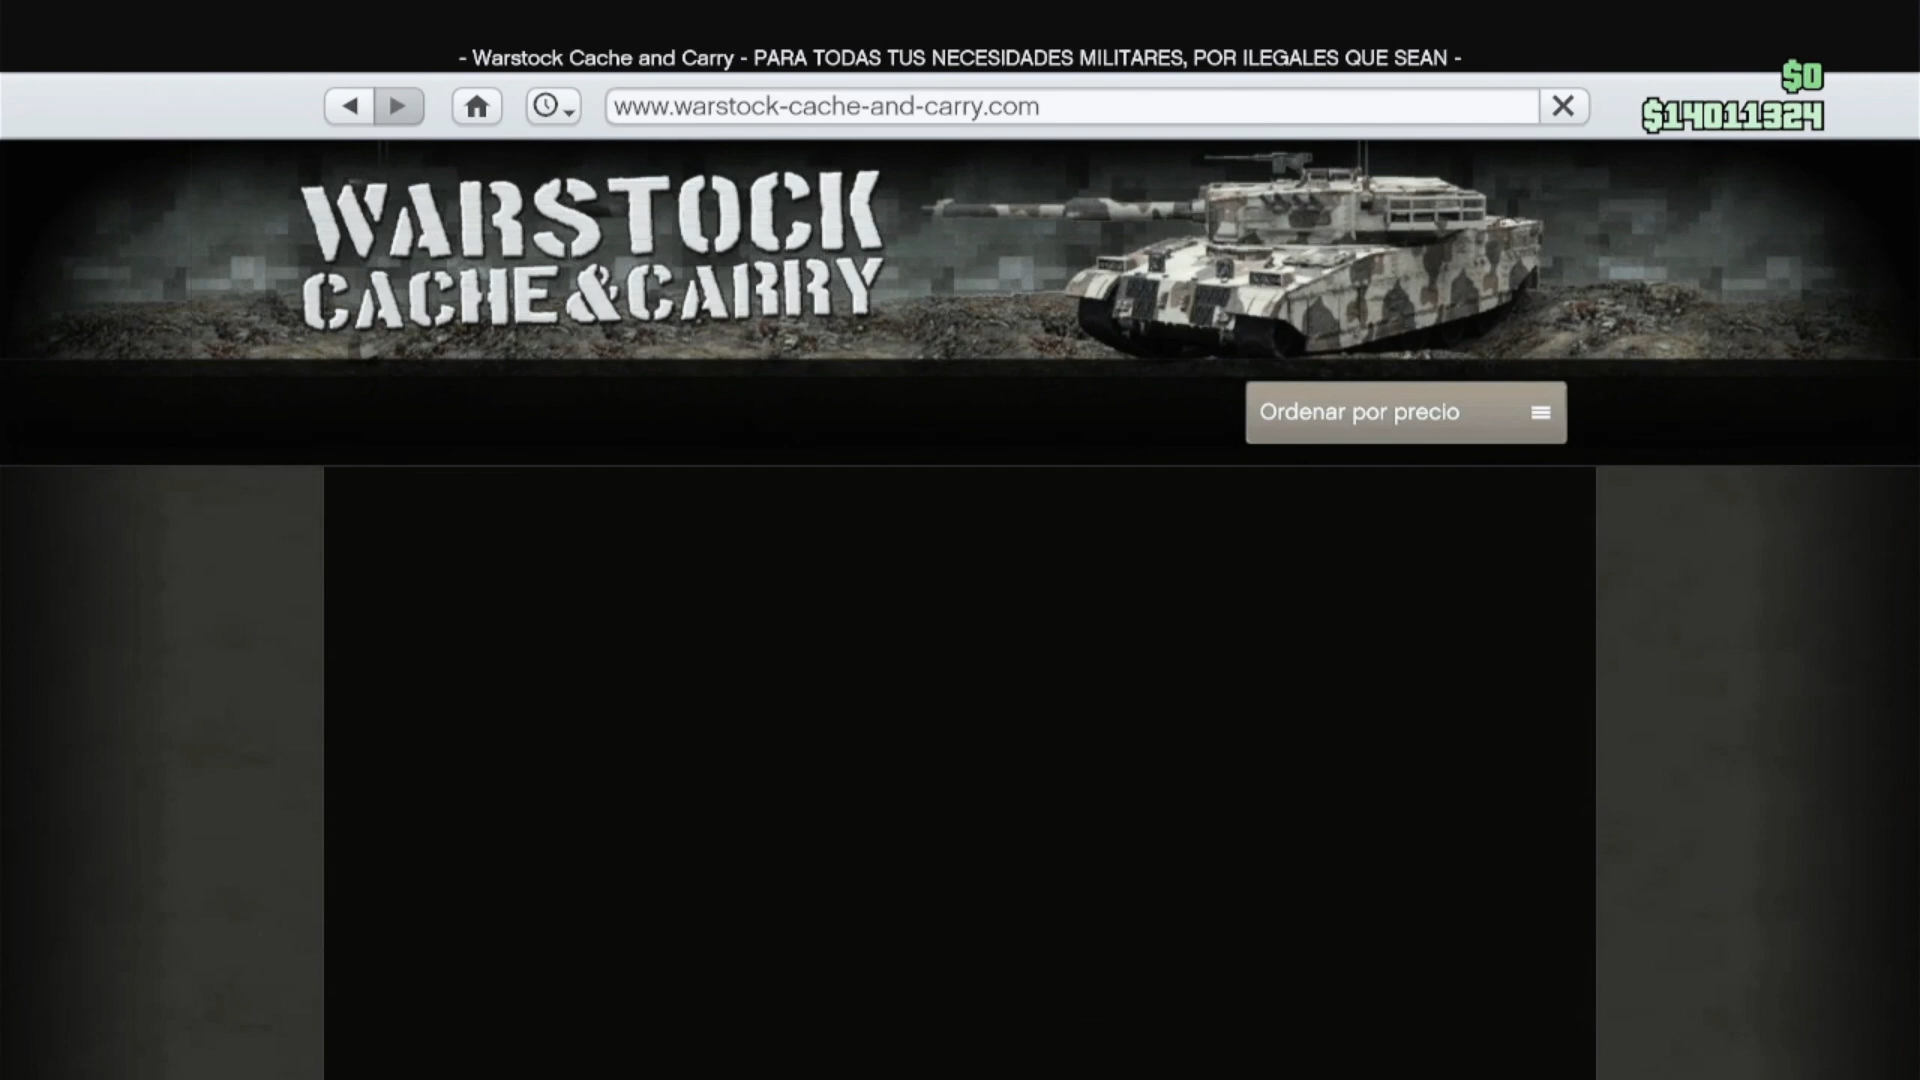 - Warstock Cache and Carry - PARA TODAS TUS NECESIDADES MILITARES, POR ILEGALES QUE SEAN -
$0
www.warstock-cache-and-carry.com
$14011324
WARSTOCK
CACHE & CARRY
Ordenar por precio